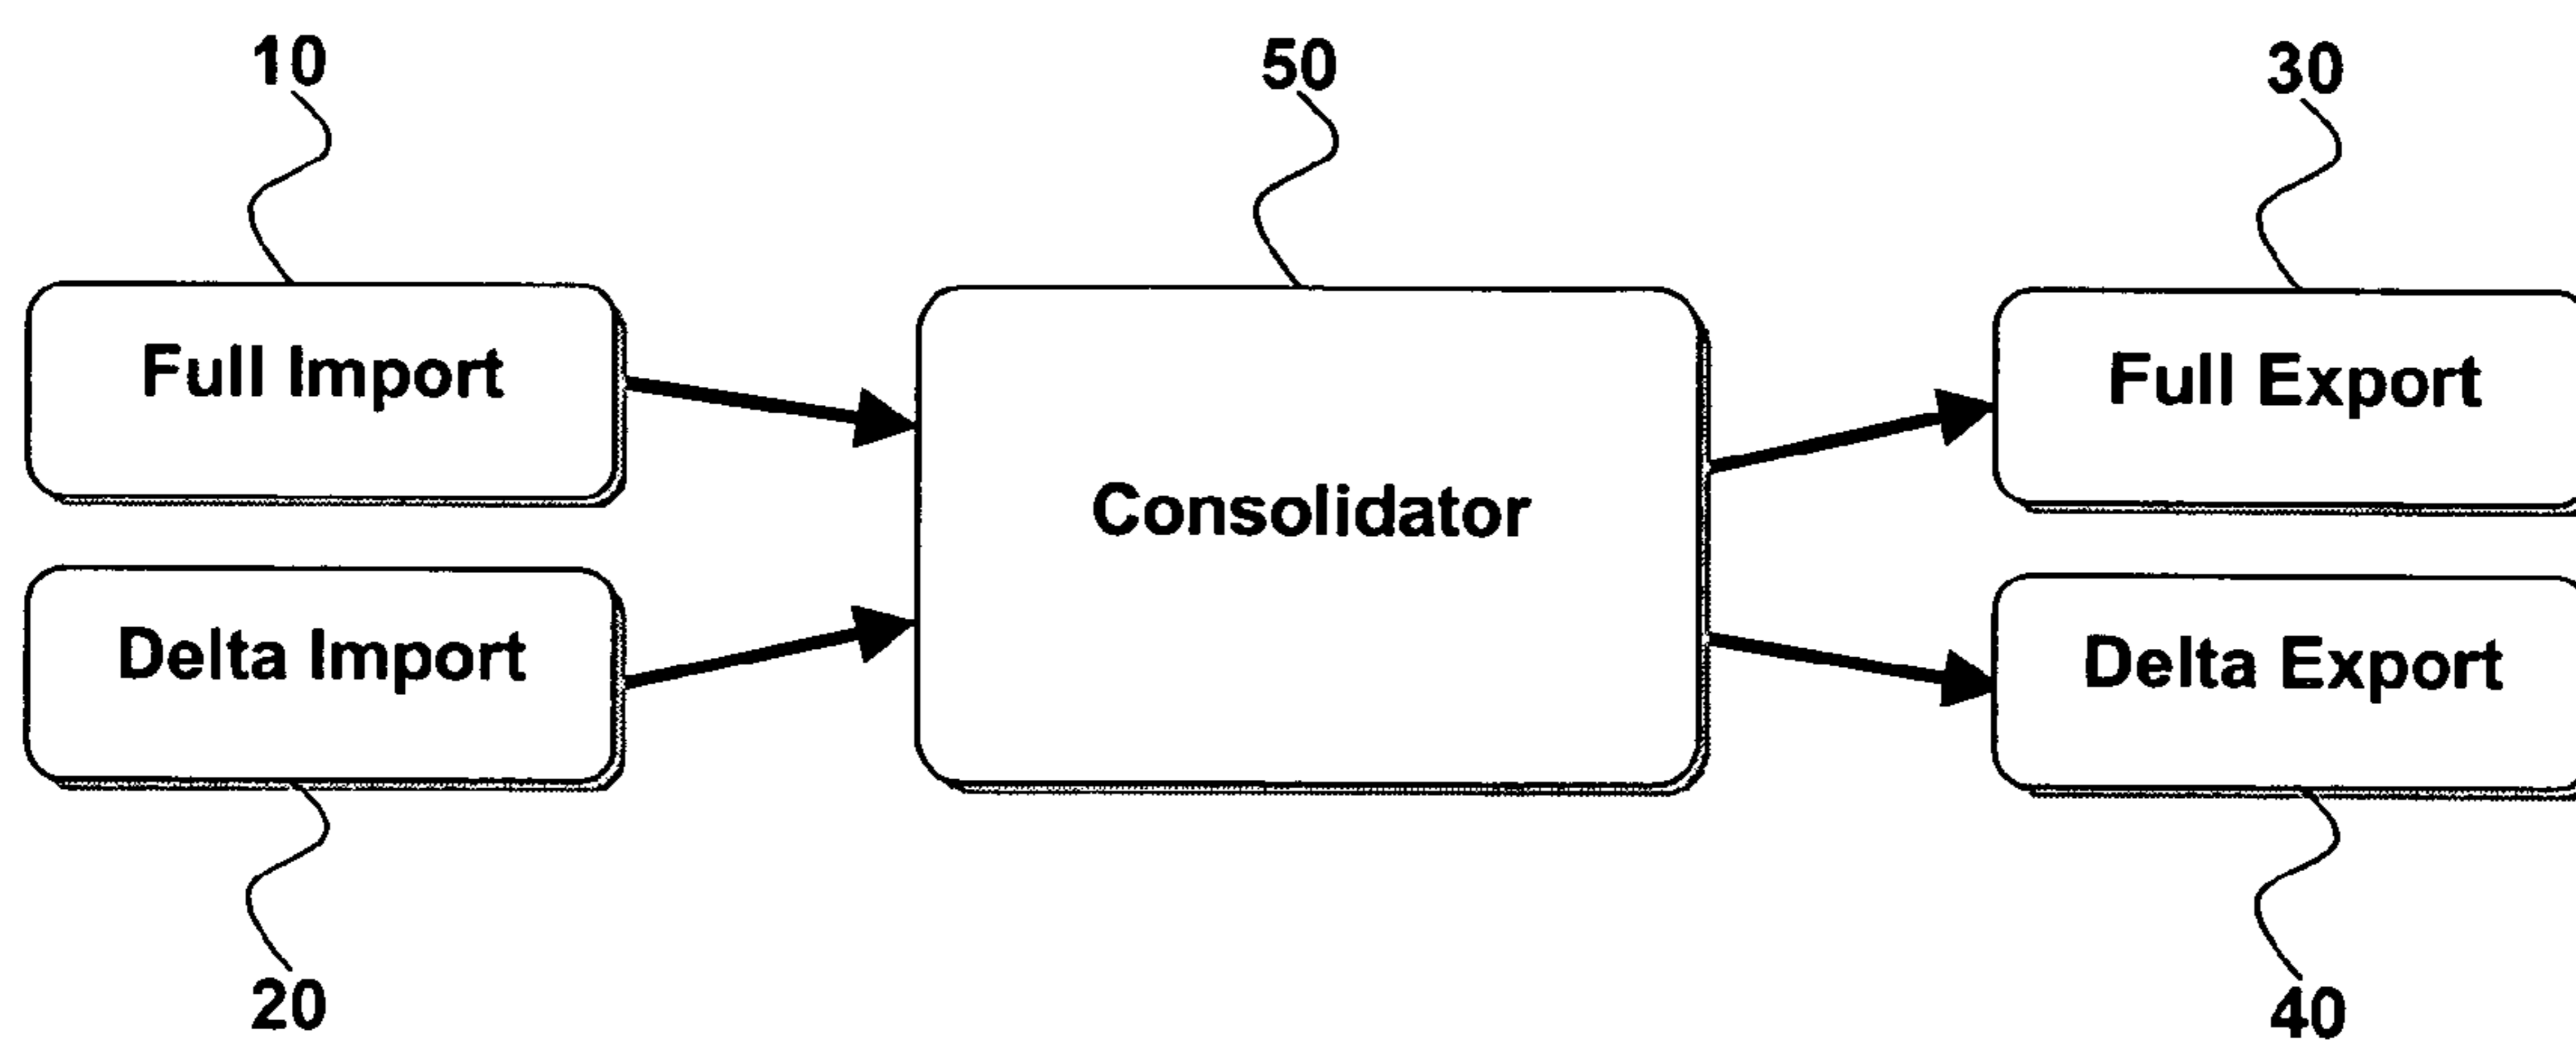 10
50
30
Full Import
Full Export
Consolidator
Delta Import
Delta Export
20
40